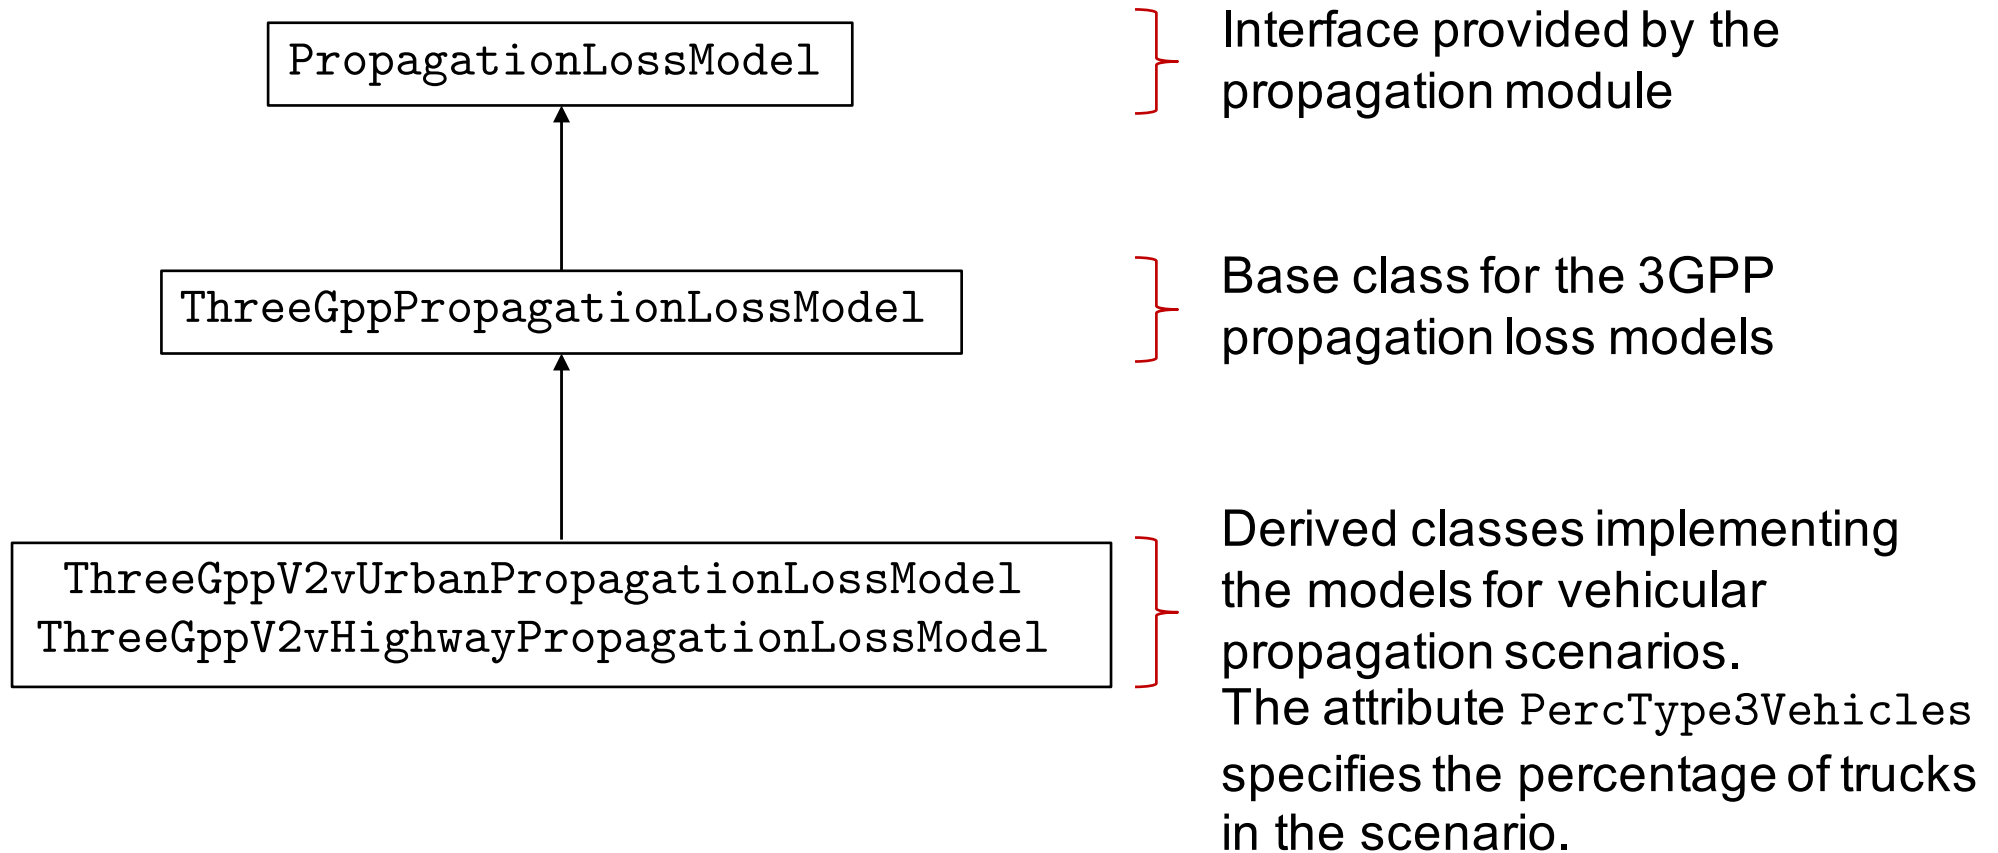 PropagationLossModel
Interface provided by the
propagation module
ThreeGppPropagationLossModel
Base class for the 3GPP
propagation loss models
ThreeGppV2vUrbanPropagationLossModel
ThreeGppV2vHighwayPropagationLossModel
Derived classes implementing
the models for vehicular
propagation scenarios.
The attribute PercType3Vehicles
specifies the percentage of trucks
in the scenario.